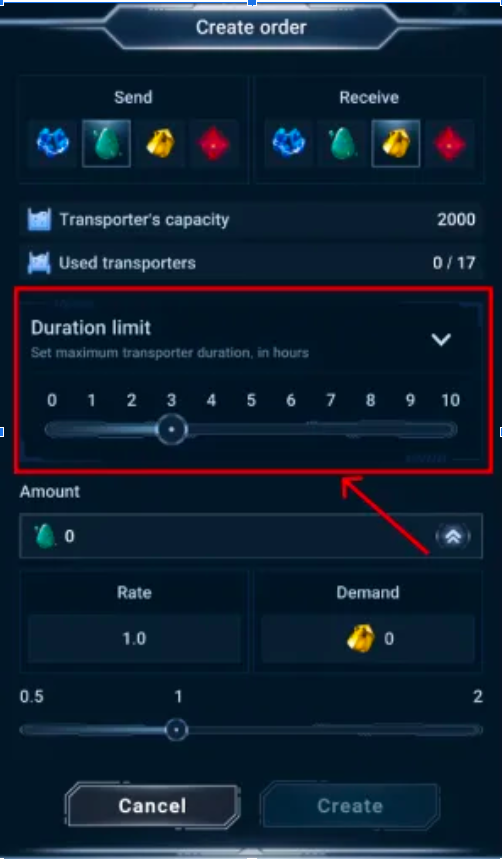 Create order
Send
Receive
Transporter's capacity 2000
Used transporters 0 / 17
Duration limit
Set maximum transporter duration, in hours
0 1 2 3 4 5 6 7 8 9 10
Amount
0
Rate
Demand
1.0
0
0.5 1 2
Cancel
Create